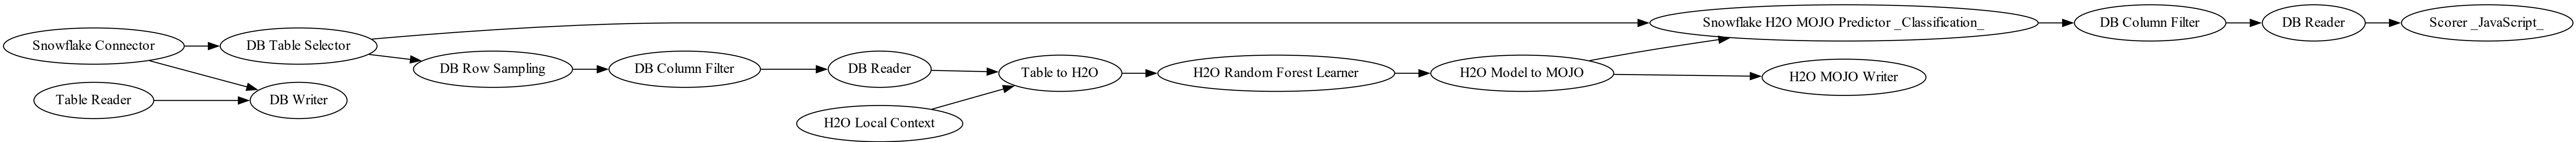 Snowflake Connector
DB Table Selector
Table Reader
DB Writer
DB Row Sampling
DB Column Filter
DB Reader
H2O Local Context
Table to H2O
H2O Random Forest Learner
H2O Model to MOJO
Snowflake H2O MOJO Predictor _Classification_
H2O MOJO Writer
DB Column Filter
DB Reader
Scorer _JavaScript_